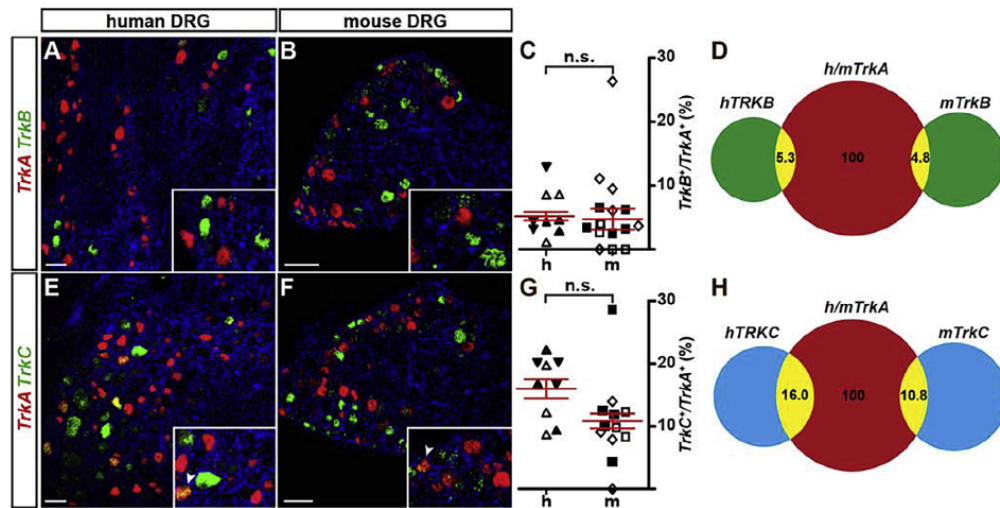 human DRG
mouse DRG
TrkA TrkB
A
B
C
n.s.
30
20
10
h
m
TrkB+/TrkA+ (%)
D
h/mTrkA
hTRKB
mTrkB
5.3
100
4.8
TrkA TrkC
E
F
G
n.s.
30
20
10
h
m
TrkC+/TrkA+ (%)
H
h/mTrkA
hTRKC
mTrkC
16.0
100
10.8